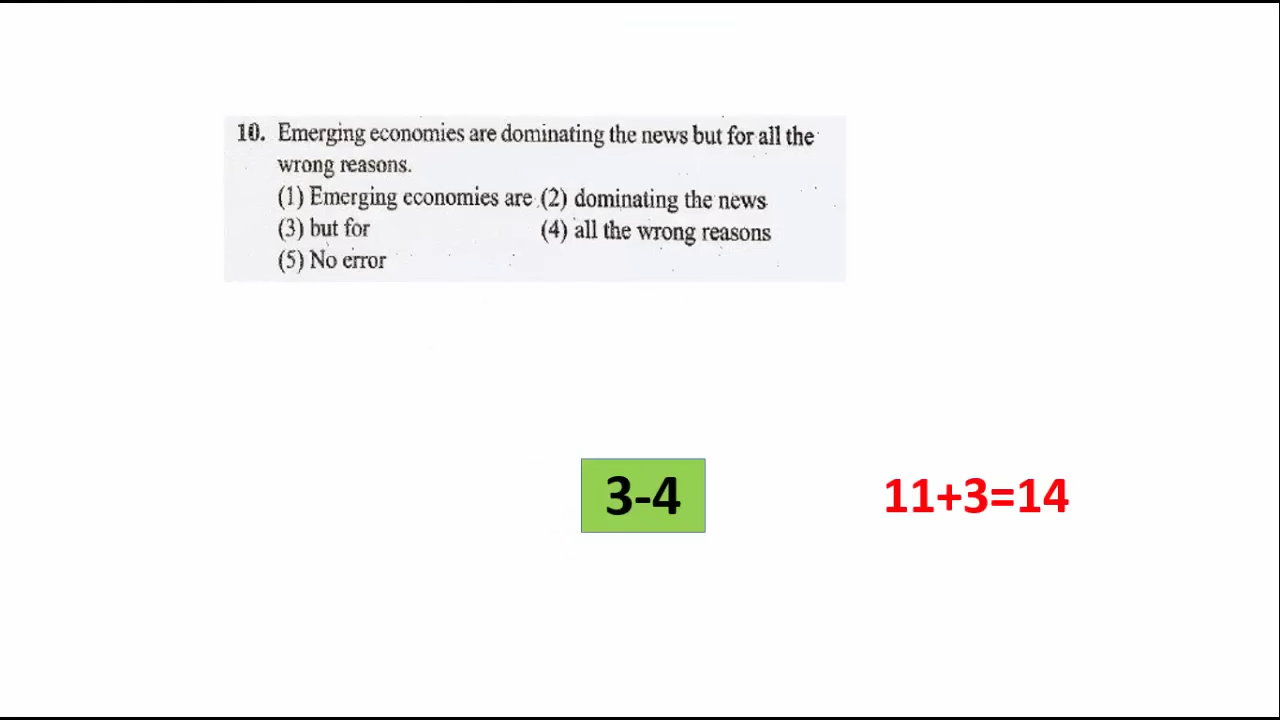 10. Emerging economies are dominating the news but for all the
wrong reasons.
(1) Emerging economies are (2) dominating the news
(3) but for (4) all the wrong reasons
(5) No error
3-4 11+3=14